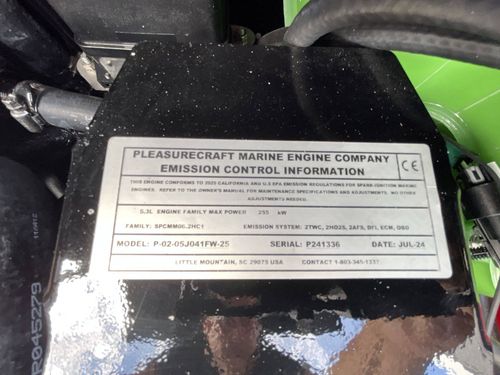 PLEASURECRAFT MARINE ENGINE COMPANY
EMISSION CONTROL INFORMATION
CE
THIS ENGINE CONFORMS TO 2025 CALIFORNIA AND U.S EPA EMISSION REGULATIONS FOR SPARK-IGNITION MARINE
ENGINES. REFER TO THE OWNER'S MANUAL FOR MAINTENANCE SPECIFICATIONS AND ADJUSTMENTS. NO OTHER
ADJUSTMENTS NEEDED.
5.3L ENGINE FAMILY MAX POWER 255 kW
FAMILY: SPCMM06.2HC1 EMISSION SYSTEM: 2TWC, 2HO2S, 2AFS, DFI, ECM, OBD
MODEL: P-02-05J041FW-25 SERIAL: P241336 DATE: JUL-24
LITTLE MOUNTAIN, SC 29075 USA CONTACT 1-803-345-1337
R045279